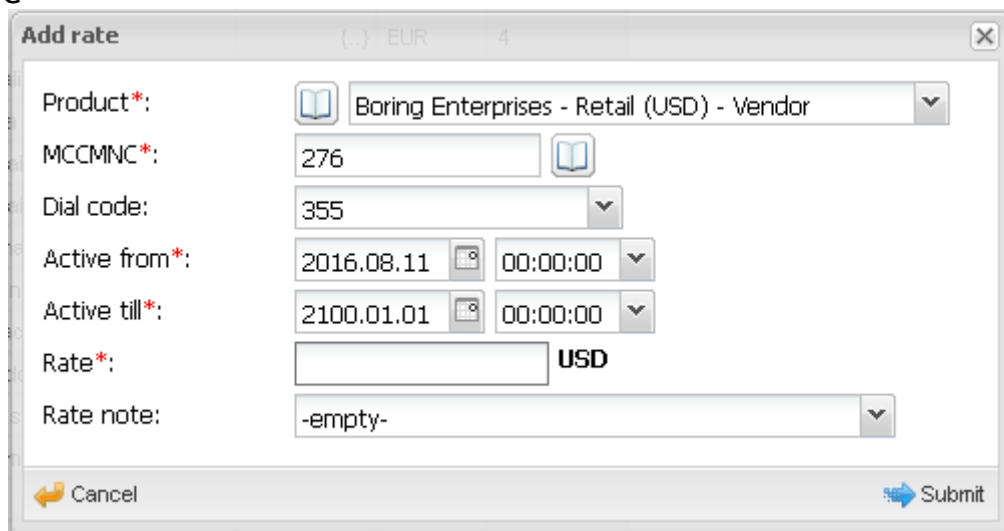 Add rate
{..} EUR 4
Product*: Boring Enterprises - Retail (USD) - Vendor
MCCMNC*: 276
Dial code: 355
Active from*: 2016.08.11 00:00:00
Active till*: 2100.01.01 00:00:00
Rate*: USD
Rate note: -empty-
Cancel Submit